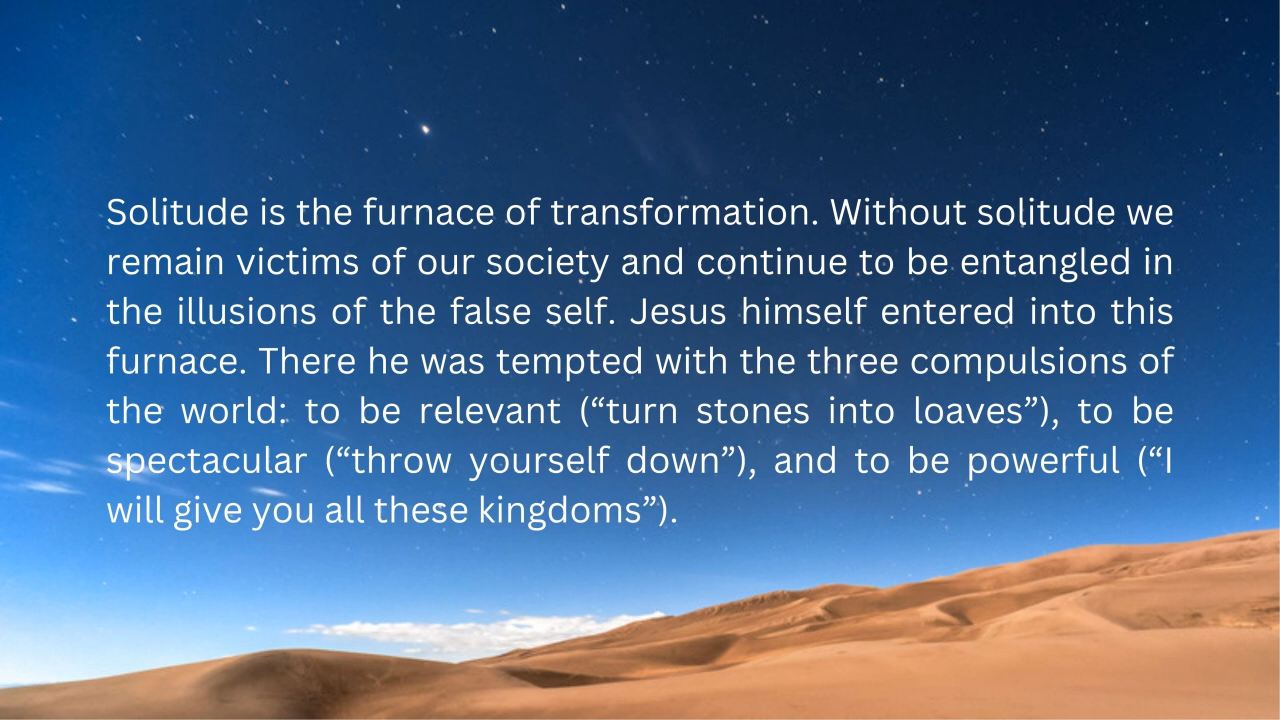 Solitude is the furnace of transformation. Without solitude we
remain victims of our society and continue to be entangled in
the illusions of the false self. Jesus himself entered into this
furnace. There he was tempted with the three compulsions of
the world: to be relevant (“turn stones into loaves”), to be
spectacular (“throw yourself down”), and to be powerful (“I
will give you all these kingdoms”).